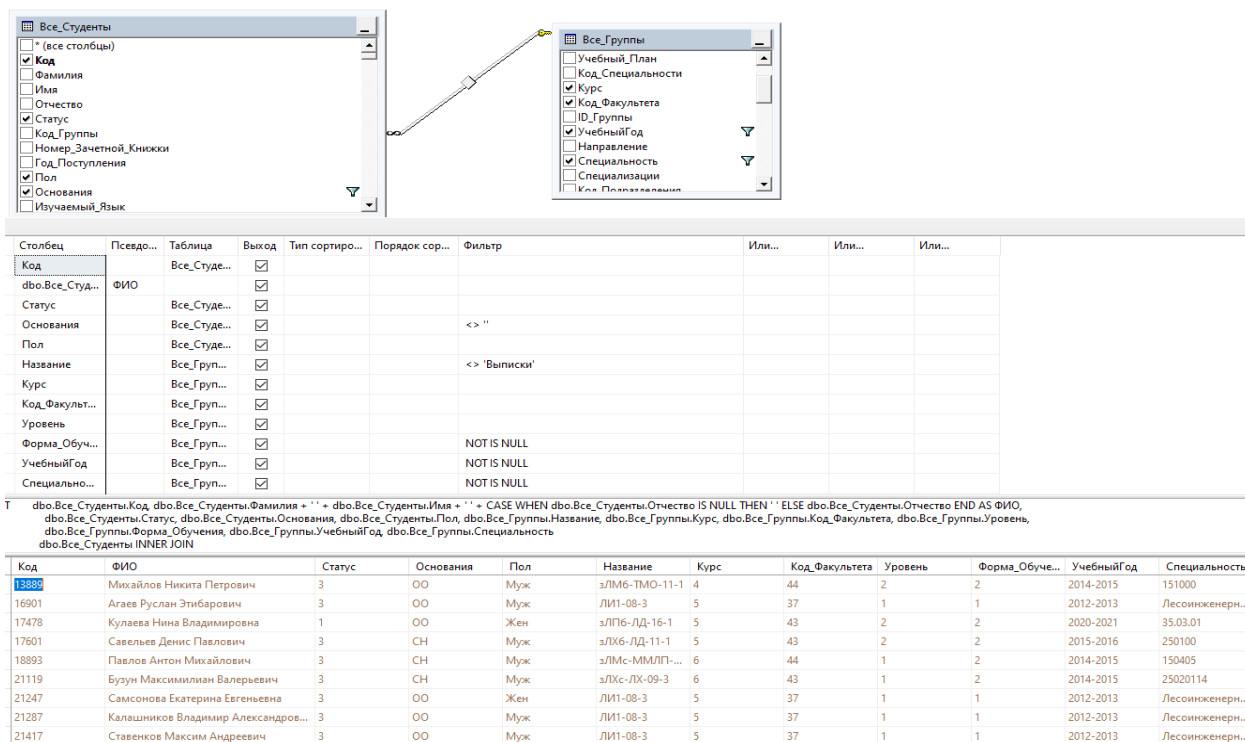 Все_Студенты
* (все столбцы)
Код
Фамилия
Имя
Отчество
Статус
Код_Группы
Номер_Зачетной_Книжки
Год_Поступления
Пол
Основания
Изучаемый_Язык
Все_Группы
Учебный_План
Код_Специальности
Курс
Код_Факультета
ID_Группы
УчебныйГод
Направление
Специальность
Специализации
Код_Подразделения
Столбец Псевдо... Таблица Выход Тип сортиро... Порядок сор... Фильтр Или... Или... Или...
Код Все_Студе...
dbo.Все_Студ... ФИО
Статус Все_Студе...
Основания Все_Студе... <> ''
Пол Все_Студе...
Название Все_Груп... <> 'Выписки'
Курс Все_Груп...
Код_Факульт... Все_Груп...
Уровень Все_Груп...
Форма_Обуч... Все_Груп... NOT IS NULL
УчебныйГод Все_Груп... NOT IS NULL
Специально... Все_Груп... NOT IS NULL
T dbo.Все_Студенты.Код, dbo.Все_Студенты.Фамилия + ' ' + dbo.Все_Студенты.Имя + ' ' + CASE WHEN dbo.Все_Студенты.Отчество IS NULL THEN ' ' ELSE dbo.Все_Студенты.Отчество END AS ФИО,
dbo.Все_Студенты.Статус, dbo.Все_Студенты.Основания, dbo.Все_Студенты.Пол, dbo.Все_Группы.Название, dbo.Все_Группы.Курс, dbo.Все_Группы.Код_Факультета, dbo.Все_Группы.Уровень,
dbo.Все_Группы.Форма_Обучения, dbo.Все_Группы.УчебныйГод, dbo.Все_Группы.Специальность
dbo.Все_Студенты INNER JOIN
Код ФИО Статус Основания Пол Название Курс Код_Факультета Уровень Форма_Обуче... УчебныйГод Специальность
13889 Михайлов Никита Петрович 3 ОО Муж зЛМб-ТМО-11-1 4 44 2 2 2014-2015 151000
16901 Агаев Руслан Этибарович 3 ОО Муж ЛИ1-08-3 5 37 1 1 2012-2013 Лесоинженерн...
17478 Кулаева Нина Владимировна 1 ОО Жен зЛПб-ЛД-16-1 5 43 2 2 2020-2021 35.03.01
17601 Савельев Денис Павлович 3 СН Муж зЛХб-ЛД-11-1 5 43 2 2 2015-2016 250100
18893 Павлов Антон Михайлович 3 СН Муж зЛМс-ММЛП-... 6 44 1 2 2014-2015 150405
21119 Бузун Максимилиан Валерьевич 3 СН Муж зЛХс-ЛХ-09-3 6 43 1 2 2014-2015 25020114
21247 Самсонова Екатерина Евгеньевна 3 ОО Жен ЛИ1-08-3 5 37 1 1 2012-2013 Лесоинженерн...
21287 Калашников Владимир Александров... 3 ОО Муж ЛИ1-08-3 5 37 1 1 2012-2013 Лесоинженерн...
21417 Ставенков Максим Андреевич 3 ОО Муж ЛИ1-08-3 5 37 1 1 2012-2013 Лесоинженерн...